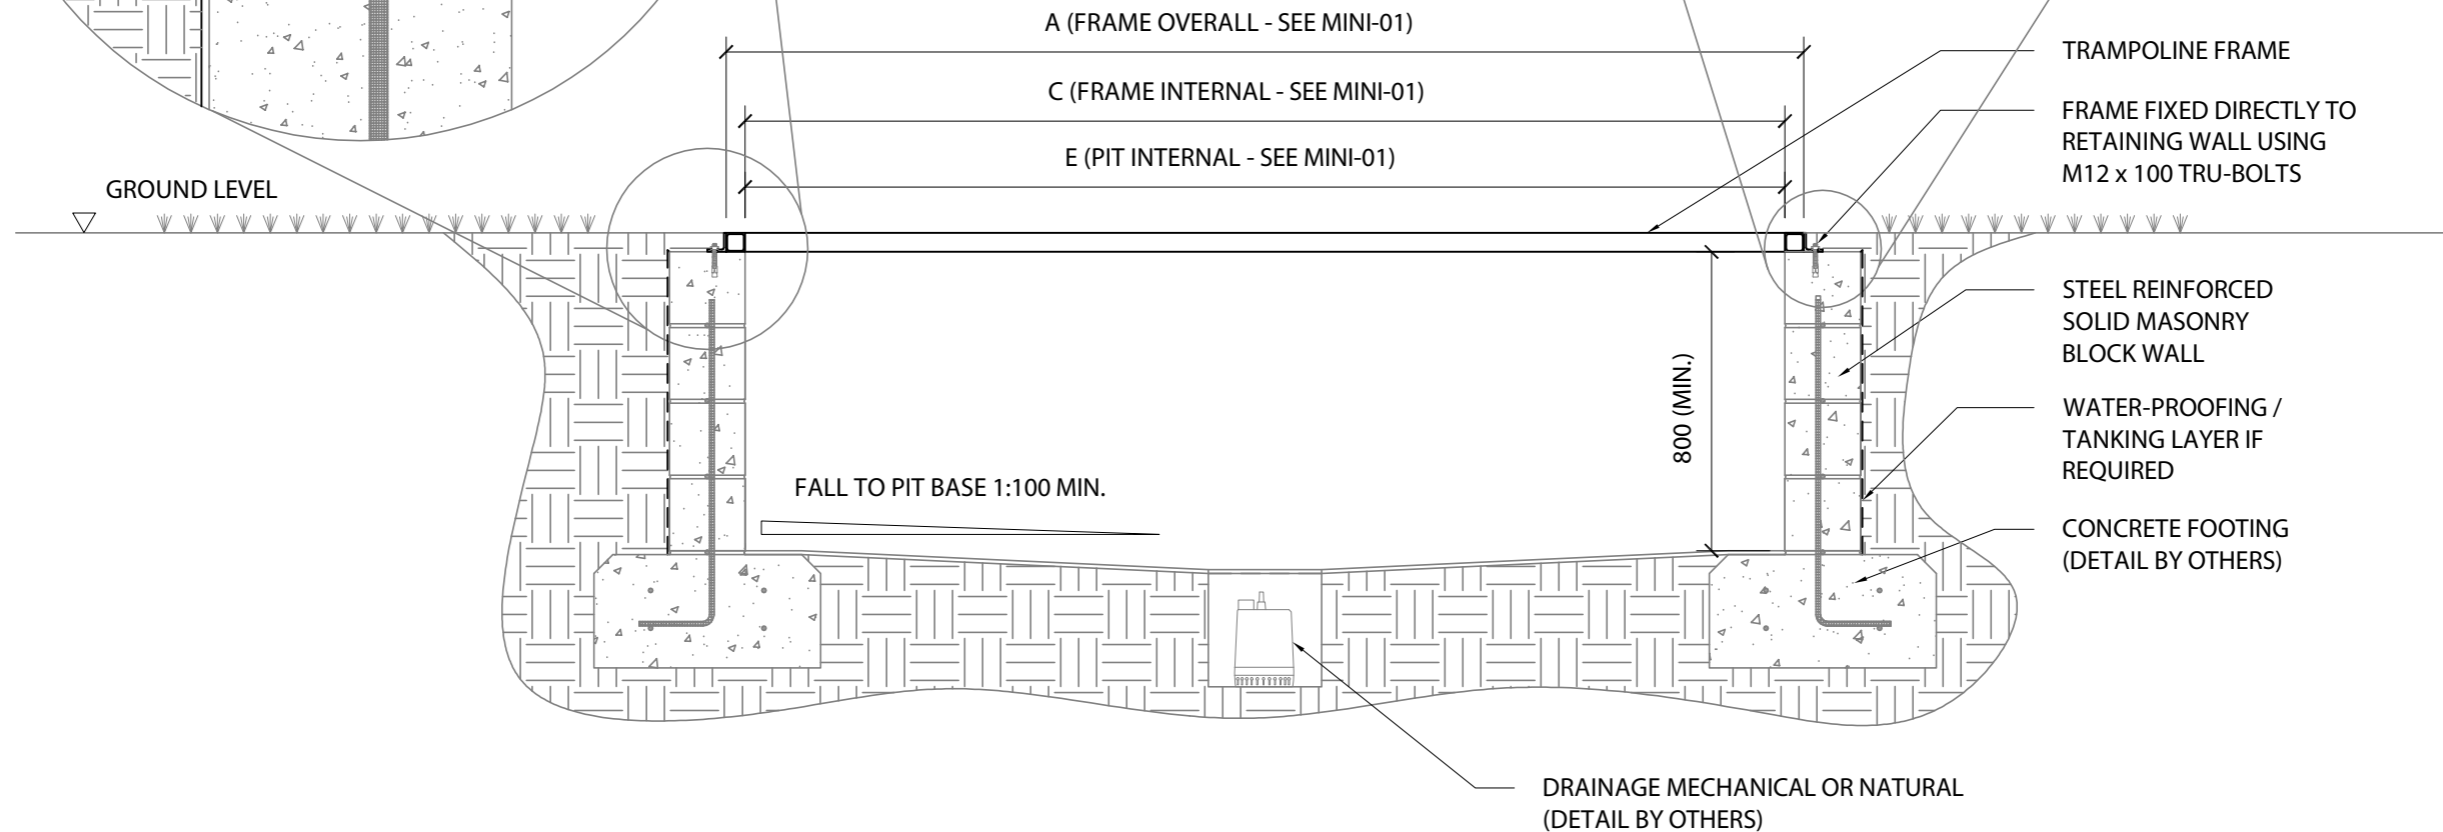 A (FRAME OVERALL - SEE MINI-01)
C (FRAME INTERNAL - SEE MINI-01)
E (PIT INTERNAL - SEE MINI-01)
GROUND LEVEL
TRAMPOLINE FRAME
FRAME FIXED DIRECTLY TO
RETAINING WALL USING
M12 x 100 TRU-BOLTS
STEEL REINFORCED
SOLID MASONRY
BLOCK WALL
800 (MIN.)
WATER-PROOFING /
TANKING LAYER IF
REQUIRED
FALL TO PIT BASE 1:100 MIN.
CONCRETE FOOTING
(DETAIL BY OTHERS)
DRAINAGE MECHANICAL OR NATURAL
(DETAIL BY OTHERS)